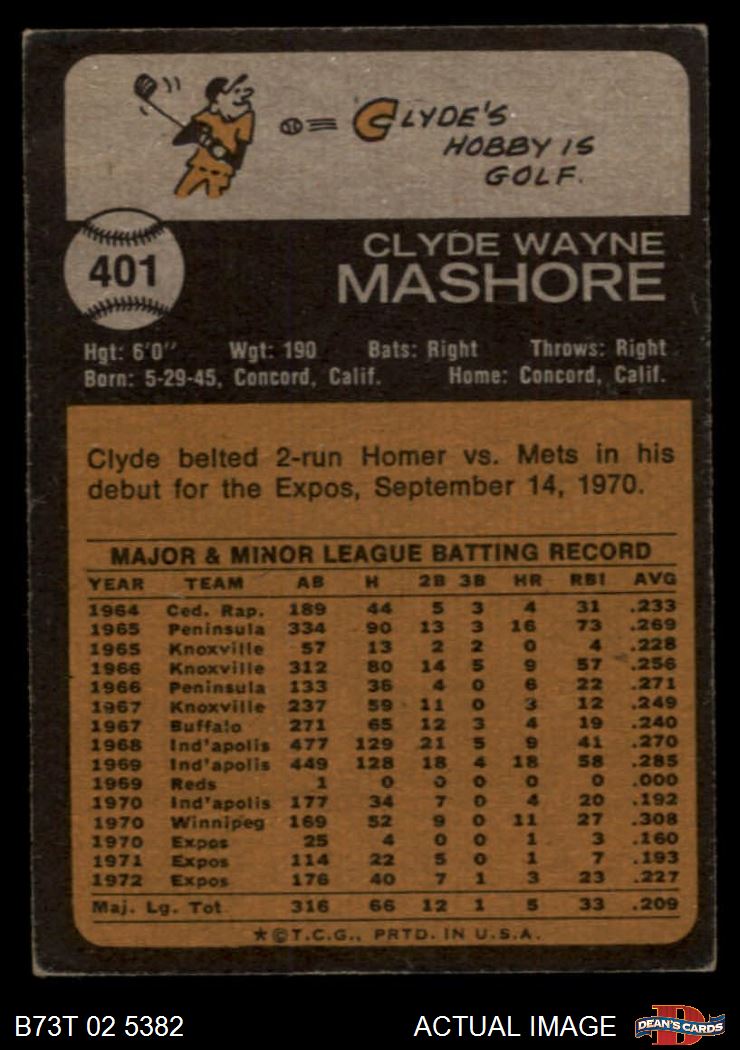 CLYDE'S
HOBBY IS
GOLF.
401
CLYDE WAYNE
MASHORE
Hgt: 6'0" Wgt: 190 Bats: Right Throws: Right
Born: 5-29-45, Concord, Calif. Home: Concord, Calif.
Clyde belted 2-run Homer vs. Mets in his
debut for the Expos, September 14, 1970.
MAJOR & MINOR LEAGUE BATTING RECORD
YEAR TEAM AB H 2B 3B HR RBI AVG
1964 Ced. Rap. 189 44 5 3 4 31 .233
1965 Peninsula 334 90 13 3 16 73 .269
1965 Knoxville 57 13 2 2 0 4 .228
1966 Knoxville 312 80 14 5 9 57 .256
1966 Peninsula 133 36 4 0 6 22 .271
1967 Knoxville 237 59 11 0 3 12 .249
1967 Buffalo 271 65 12 3 4 19 .240
1968 Ind'apolis 477 129 21 5 9 41 .270
1969 Ind'apolis 449 128 18 4 18 58 .285
1969 Reds 1 0 0 0 0 0 .000
1970 Ind'apolis 177 34 7 0 4 20 .192
1970 Winnipeg 169 52 9 0 11 27 .308
1970 Expos 25 4 0 0 1 3 .160
1971 Expos 114 22 5 0 1 7 .193
1972 Expos 176 40 7 1 3 23 .227
Maj. Lg. Tot 316 66 12 1 5 33 .209
*©T.C.G., PRTD. IN U.S.A.
B73T 02 5382 ACTUAL IMAGE D DEAN'S CARDS